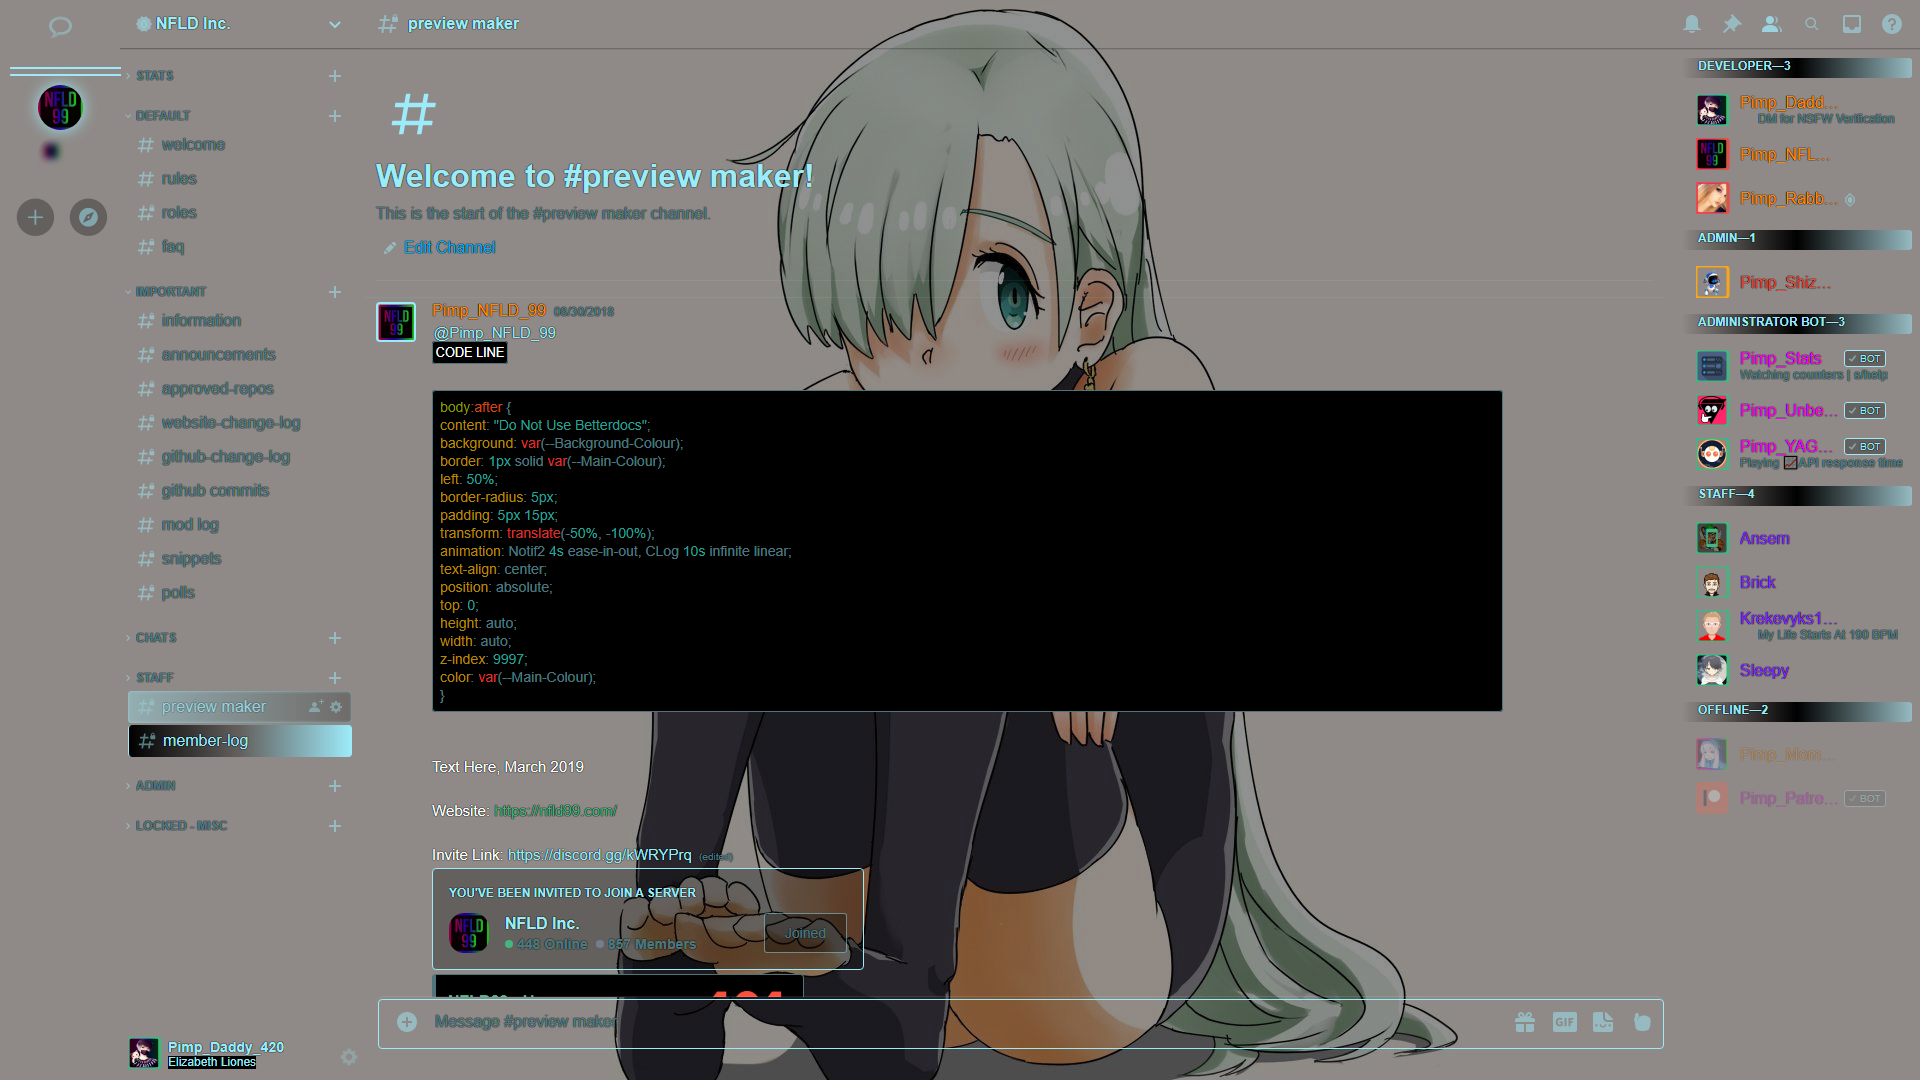 NFLD Inc.
preview maker
STATS
DEFAULT
welcome
rules
roles
faq
IMPORTANT
information
announcements
approved-repos
website-change-log
github-change-log
github commits
mod log
snippets
polls
CHATS
STAFF
preview maker
member-log
ADMIN
LOCKED - MISC
Pimp_Daddy_420
Elizabeth Liones
NFLD
99
#
Welcome to #preview maker!
This is the start of the #preview maker channel.
Edit Channel
Pimp_NFLD_99 08/30/2018
@Pimp_NFLD_99
CODE LINE
body:after {
content: "Do Not Use Betterdocs";
background: var(--Background-Colour);
border: 1px solid var(--Main-Colour);
left: 50%;
border-radius: 5px;
padding: 5px 15px;
transform: translate(-50%, -100%);
animation: Notif2 4s ease-in-out, CLog 10s infinite linear;
text-align: center;
position: absolute;
top: 0;
height: auto;
width: auto;
z-index: 9997;
color: var(--Main-Colour);
}
Text Here, March 2019
Website: https://nfld99.com/
Invite Link: https://discord.gg/kWRYPrq (edited)
YOU'VE BEEN INVITED TO JOIN A SERVER
NFLD Inc.
448 Online 857 Members
Joined
Message #preview maker
GIF
DEVELOPER—3
Pimp_Dadd...
DM for NSFW Verification
Pimp_NFL...
Pimp_Rabb...
ADMIN—1
Pimp_Shiz...
ADMINISTRATOR BOT—3
Pimp_Stats BOT
Watching counters | s/help
Pimp_Unbe... BOT
Pimp_YAG... BOT
Playing API response time
STAFF—4
Ansem
Brick
Krekevyks1...
My Life Starts At 190 BPM
Sleepy
OFFLINE—2
Pimp_Mom...
Pimp_Patre... BOT